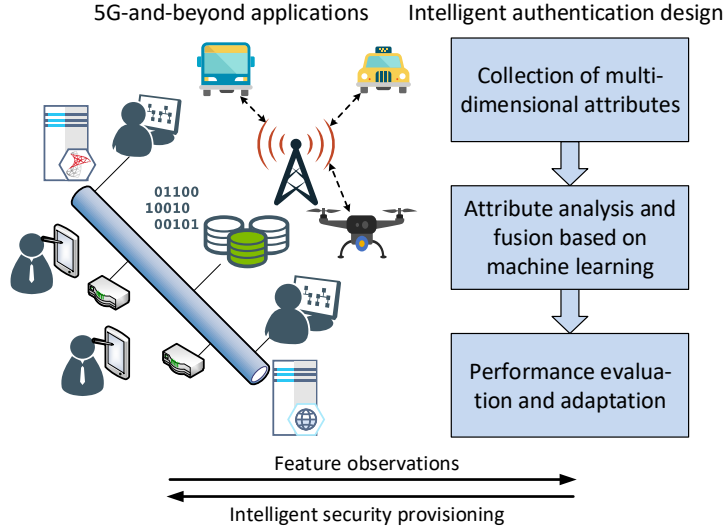 5G-and-beyond applications
Intelligent authentication design
Collection of multi-
dimensional attributes
01100
10010
00101
Attribute analysis and
fusion based on
machine learning
Performance evalua-
tion and adaptation
Feature observations
Intelligent security provisioning